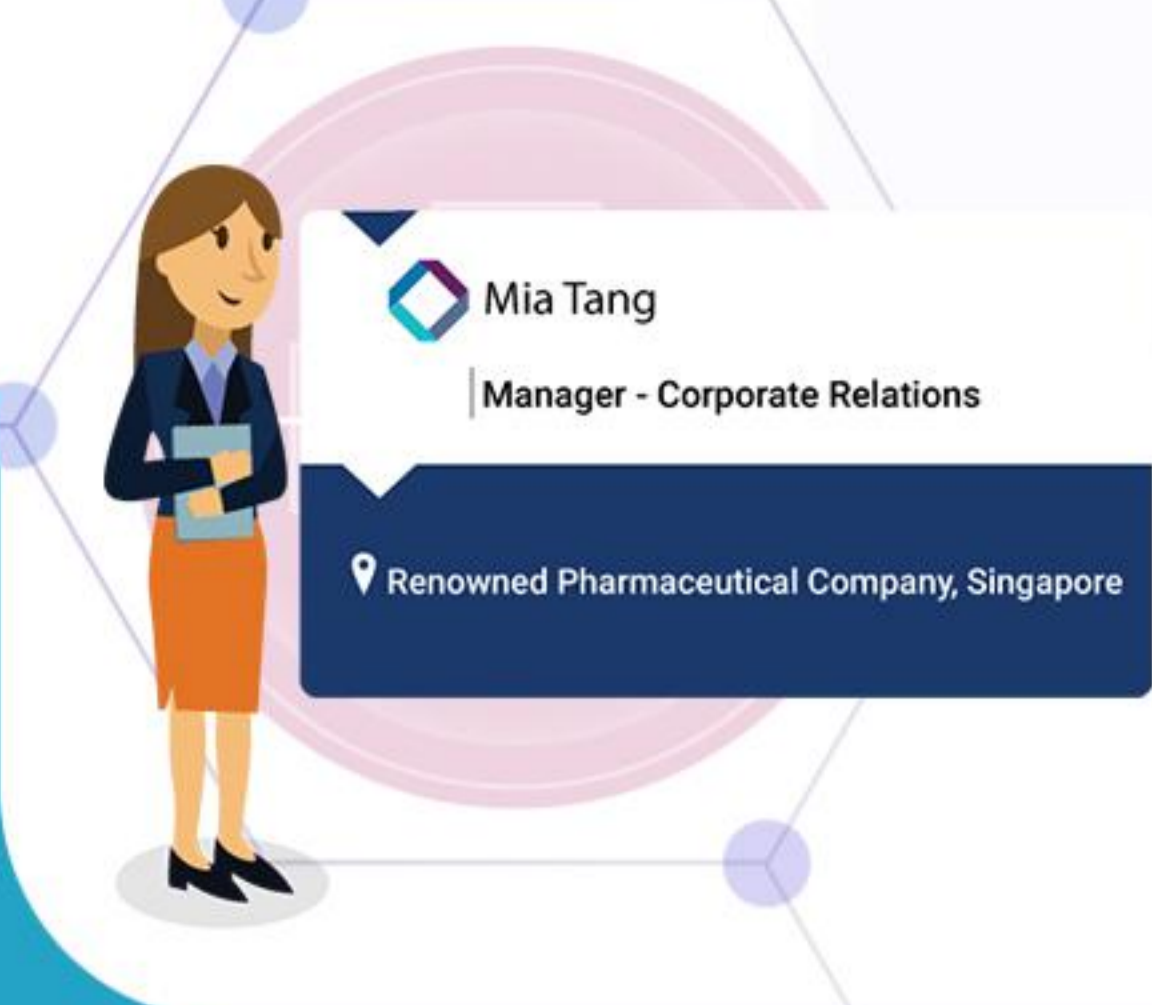 Mia Tang
Manager - Corporate Relations
Renowned Pharmaceutical Company, Singapore